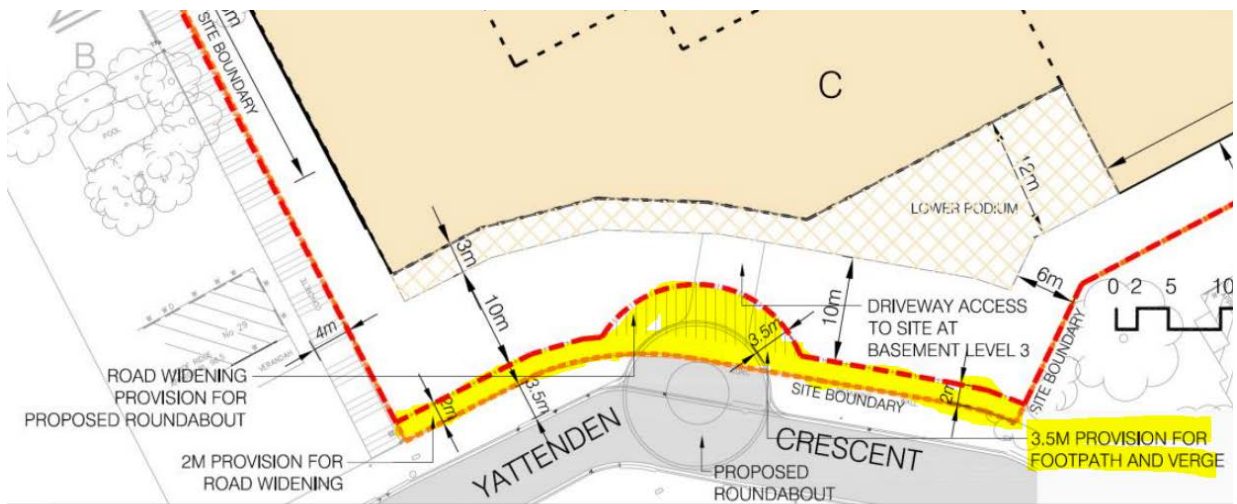 SITE BOUNDARY
B
POOL
C
12m
LOWER PODIUM
3m
10m
6m
0 2 5 10
No 29
VERANDAH
4m
10m
DRIVEWAY ACCESS
TO SITE AT
BASEMENT LEVEL 3
3.5m
ROAD WIDENING
PROVISION FOR
PROPOSED ROUNDABOUT
2m
3.5m
SITE BOUNDARY
2m
SITE BOUNDARY
2M PROVISION FOR
ROAD WIDENING
YATTENDEN CRESCENT
PROPOSED
ROUNDABOUT
3.5M PROVISION FOR
FOOTPATH AND VERGE